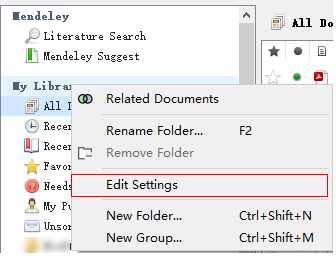 Mendeley
Literature Search
Mendeley Suggest
My Librar
All D
Recen
Recen
Favor
Needs
My Pu
Unsor
All Do
Related Documents
Rename Folder... F2
Remove Folder
Edit Settings
New Folder... Ctrl+Shift+N
New Group... Ctrl+Shift+M